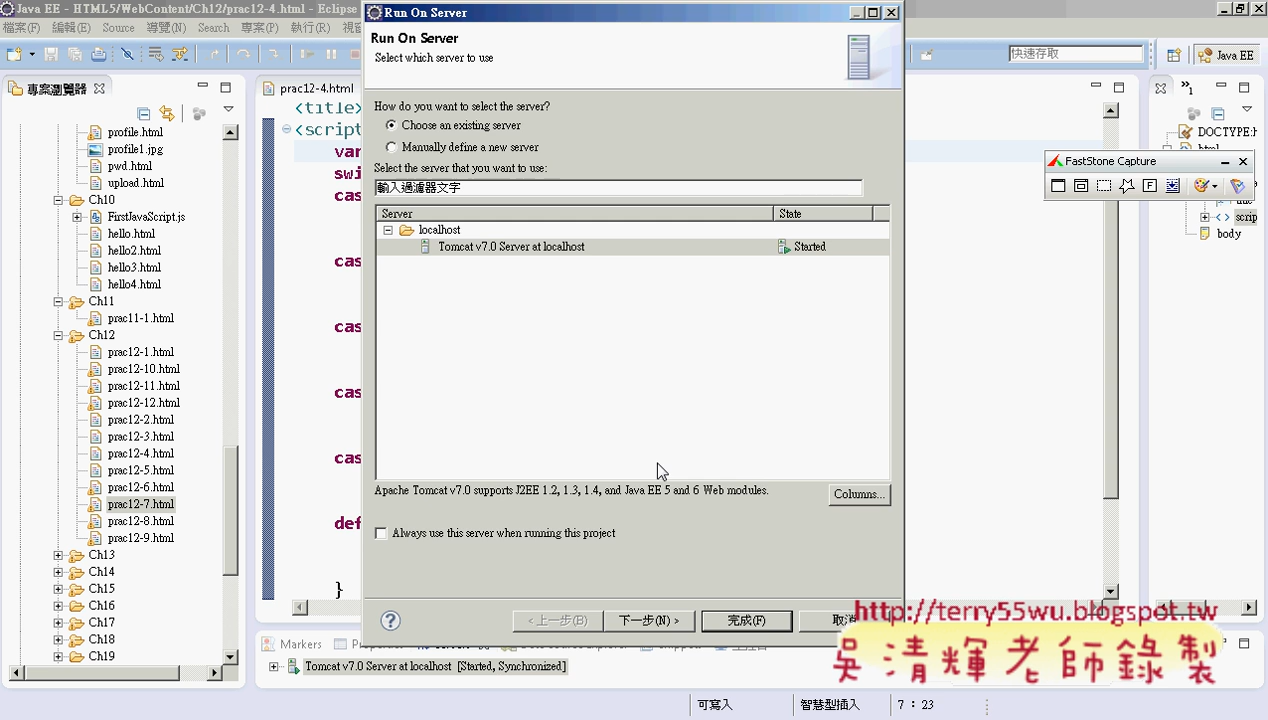 Java EE - HTML5/WebContent/Ch12/prac12-4.html - Eclipse
檔案(F) 編輯(E) Source 導覽(N) Search 專案(P) 執行(R)
快速存取
Java EE
專案瀏覽器
profile.html
profile1.jpg
pwd.html
upload.html
Ch10
FirstJavaScript.js
hello.html
hello2.html
hello3.html
hello4.html
Ch11
prac11-1.html
Ch12
prac12-1.html
prac12-10.html
prac12-11.html
prac12-12.html
prac12-2.html
prac12-3.html
prac12-4.html
prac12-5.html
prac12-6.html
prac12-7.html
prac12-8.html
prac12-9.html
Ch13
Ch14
Ch15
Ch16
Ch17
Ch18
Ch19
prac12-4.html
<title>
<script
var
swi
cas
cas
cas
cas
cas
def
}
Run On Server
Run On Server
Select which server to use
How do you want to select the server?
Choose an existing server
Manually define a new server
Select the server that you want to use:
輸入過濾器文字
Server State
localhost
Tomcat v7.0 Server at localhost Started
Apache Tomcat v7.0 supports J2EE 1.2, 1.3, 1.4, and Java EE 5 and 6 Web modules.
Columns...
Always use this server when running this project
< 上一步(B) 下一步(N) > 完成(F) 取消
Markers
Tomcat v7.0 Server at localhost [Started, Synchronized]
可寫入 智慧型插入 7 : 23
FastStone Capture
DOCTYPE:h
scrip
body
http://terry55wu.blogspot.tw
吳清輝老師錄製